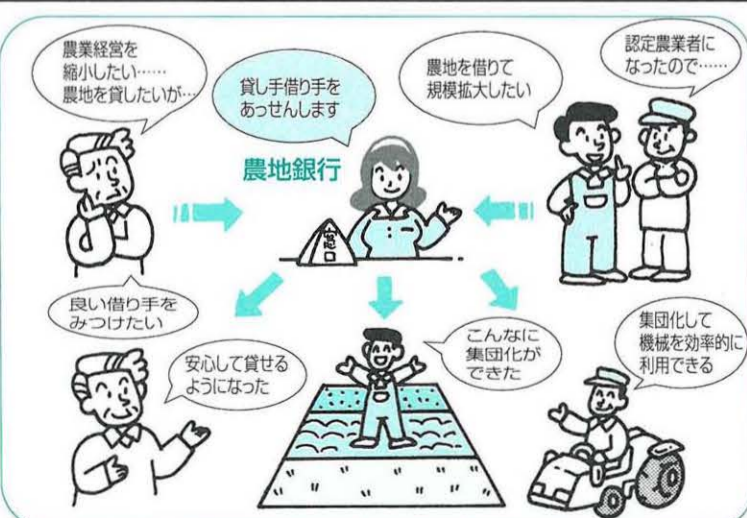 農業経営を
縮小したい……
農地を貸したいが…
貸し手借り手を
あっせんします
農地を借りて
規模拡大したい
認定農業者に
なったので……
農地銀行
窓口
良い借り手を
みつけたい
安心して貸せる
ようになった
こんなに
集団化が
できた
集団化して
機械を効率的に
利用できる